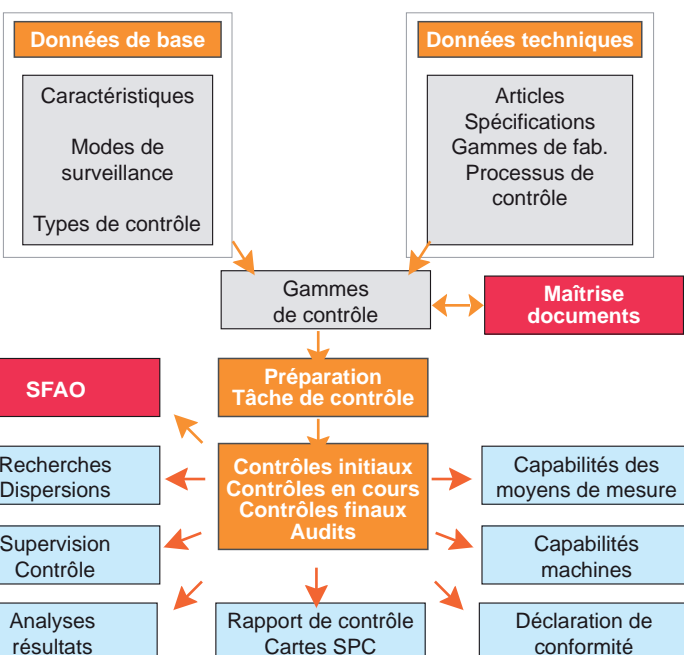 Données de base
Caractéristiques
Modes de
surveillance
Types de contrôle
Données techniques
Articles
Spécifications
Gammes de fab.
Processus de
contrôle
Gammes
de contrôle
Maîtrise
documents
SFAO
Préparation
Tâche de contrôle
Recherches
Dispersions
Contrôles initiaux
Contrôles en cours
Contrôles finaux
Audits
Capabilités des
moyens de mesure
Supervision
Contrôle
Capabilités
machines
Analyses
résultats
Rapport de contrôle
Cartes SPC
Déclaration de
conformité